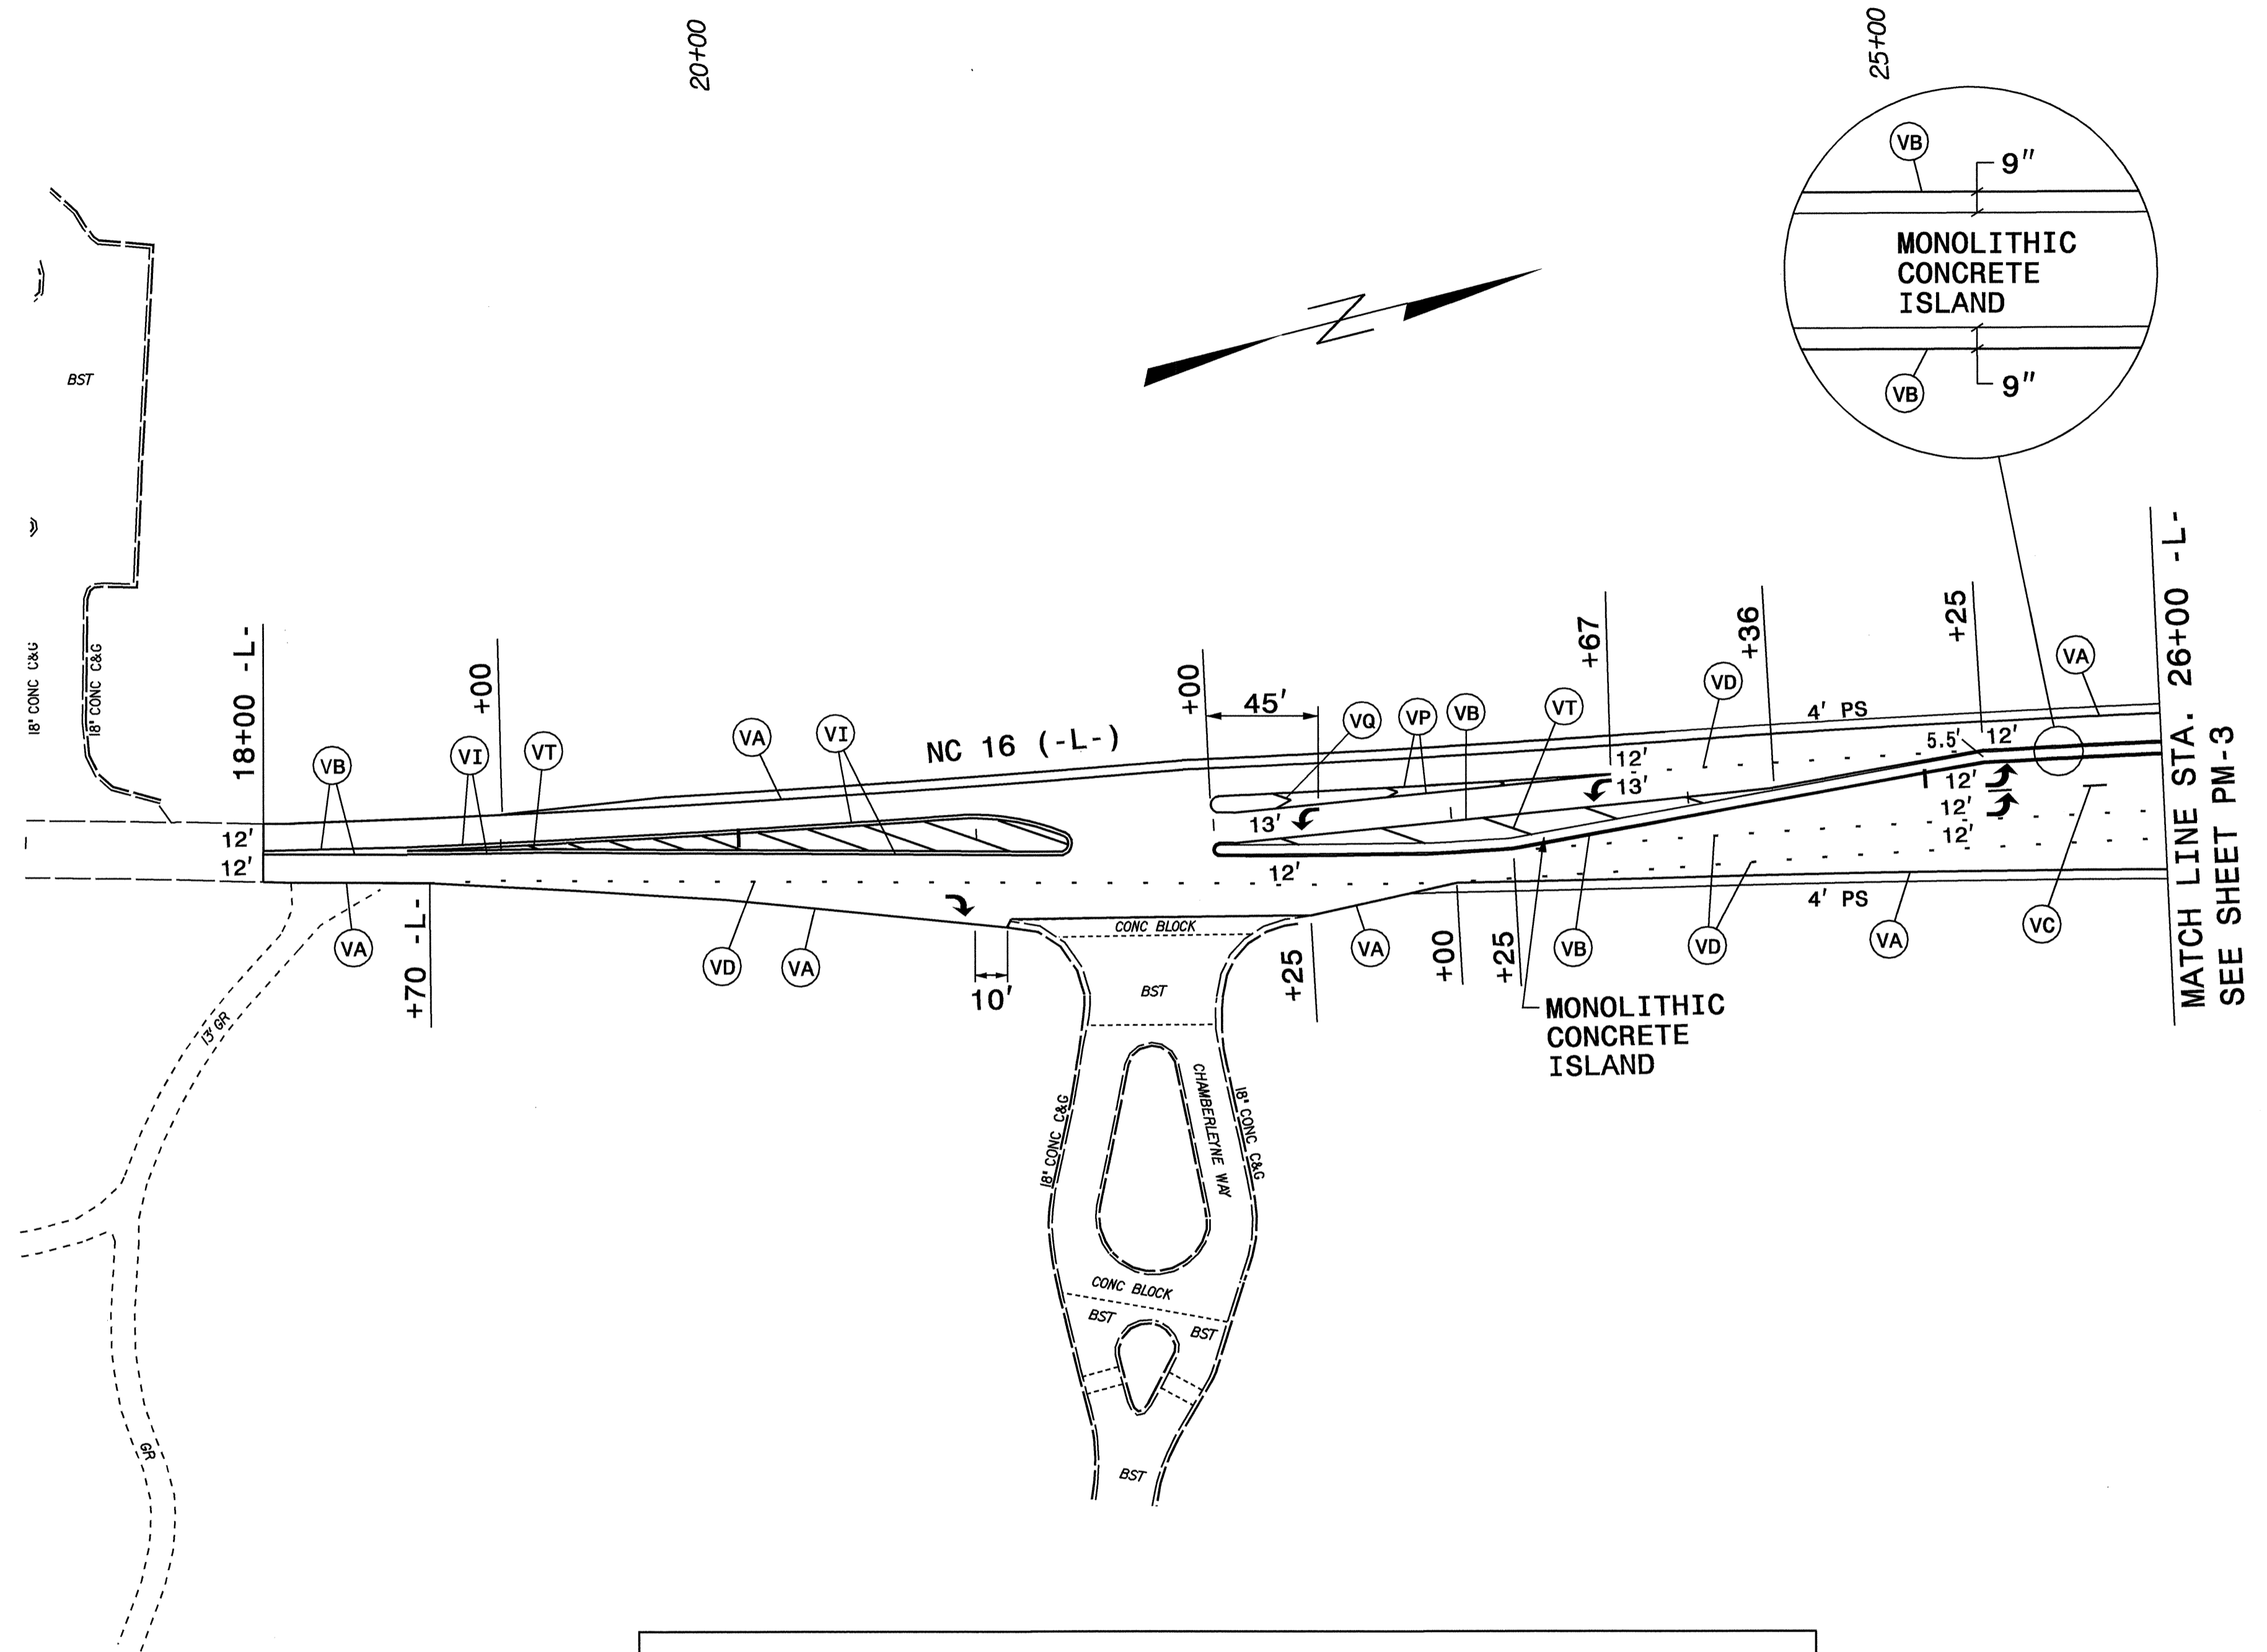 20+00
25+00
VB
9"
MONOLITHIC
CONCRETE
ISLAND
VB
9"
N
BST
18" CONC C&G
18" CONC C&G
18+00 -L-
+00
+00
45'
+67
+36
+25
MATCH LINE STA. 26+00 -L-
SEE SHEET PM-3
VB
VI
VT
VA
VI
NC 16 (-L-)
VQ
VP
VB
VT
VD
4' PS
VA
5.5'
12'
12'
13'
13'
12'
12'
12'
12'
12'
12'
4' PS
VA
+70 -L-
VD
VA
10'
CONC BLOCK
+25
VA
+00
+25
VB
VD
VA
VC
MONOLITHIC
CONCRETE
ISLAND
BST
13' GR
18" CONC C&G
CHAMBERLEYNE WAY
18" CONC C&G
CONC BLOCK
BST
BST
GR
BST